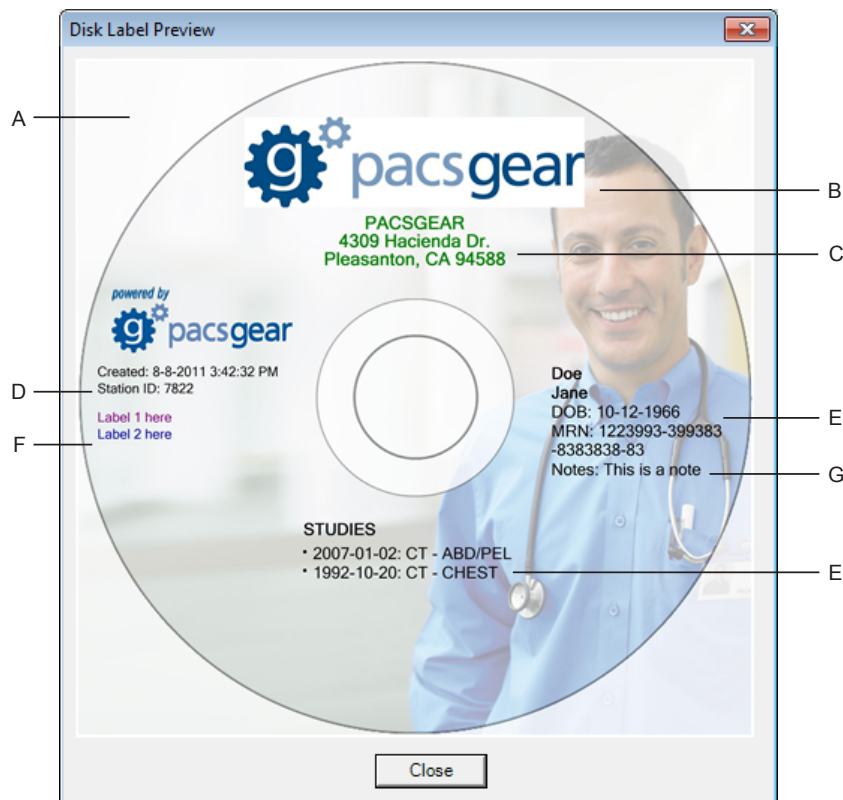 Disk Label Preview
A
g pacsgear
B
PACSGEAR
4309 Hacienda Dr.
Pleasanton, CA 94588
C
powered by
g pacsgear
Created: 8-8-2011 3:42:32 PM
D
Station ID: 7822
Label 1 here
Label 2 here
F
Doe
Jane
DOB: 10-12-1966
E
MRN: 1223993-399383
-8383838-83
Notes: This is a note
G
STUDIES
• 2007-01-02: CT - ABD/PEL
• 1992-10-20: CT - CHEST
E
Close